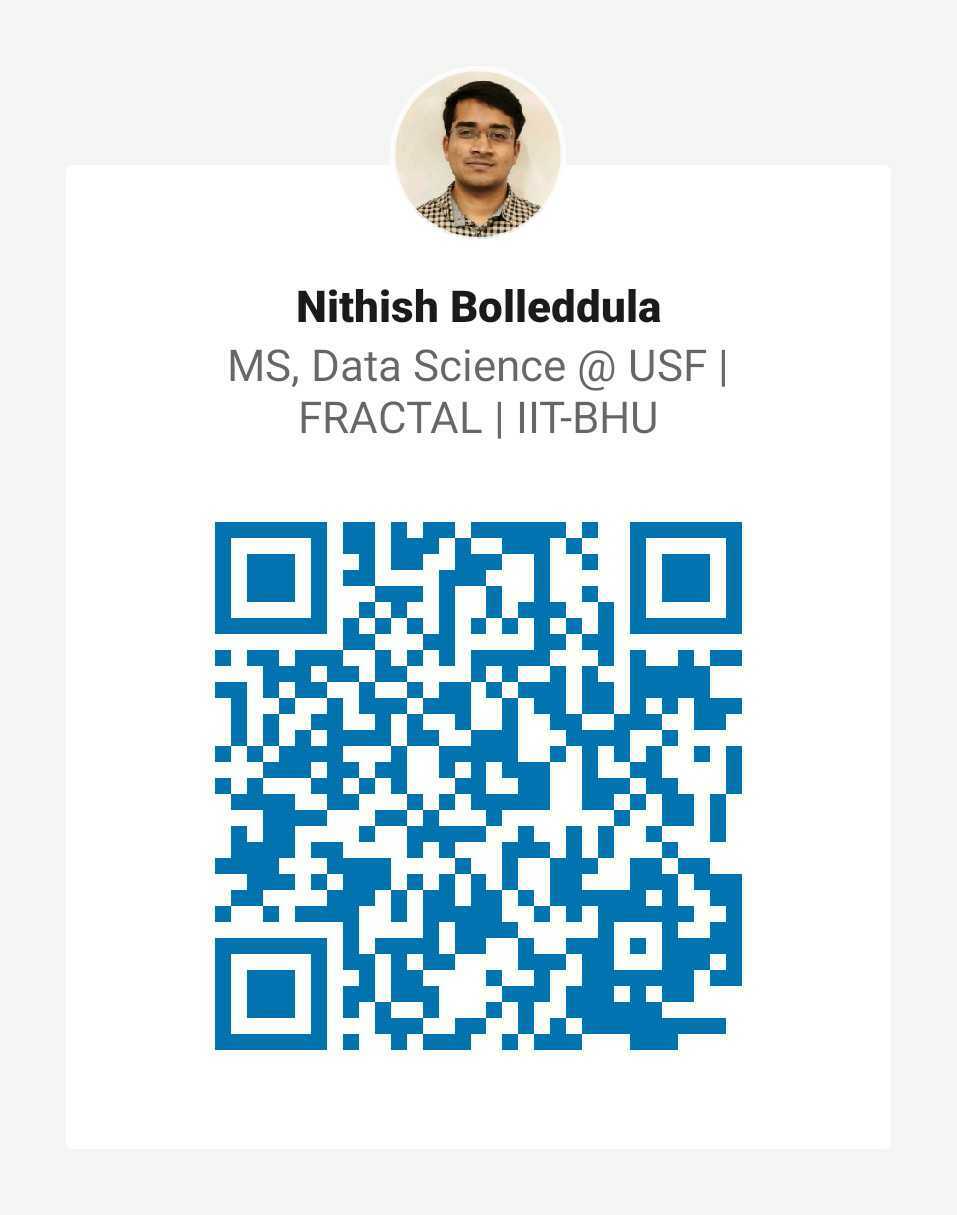 Nithish Bolleddula
MS, Data Science @ USF |
FRACTAL | IIT-BHU